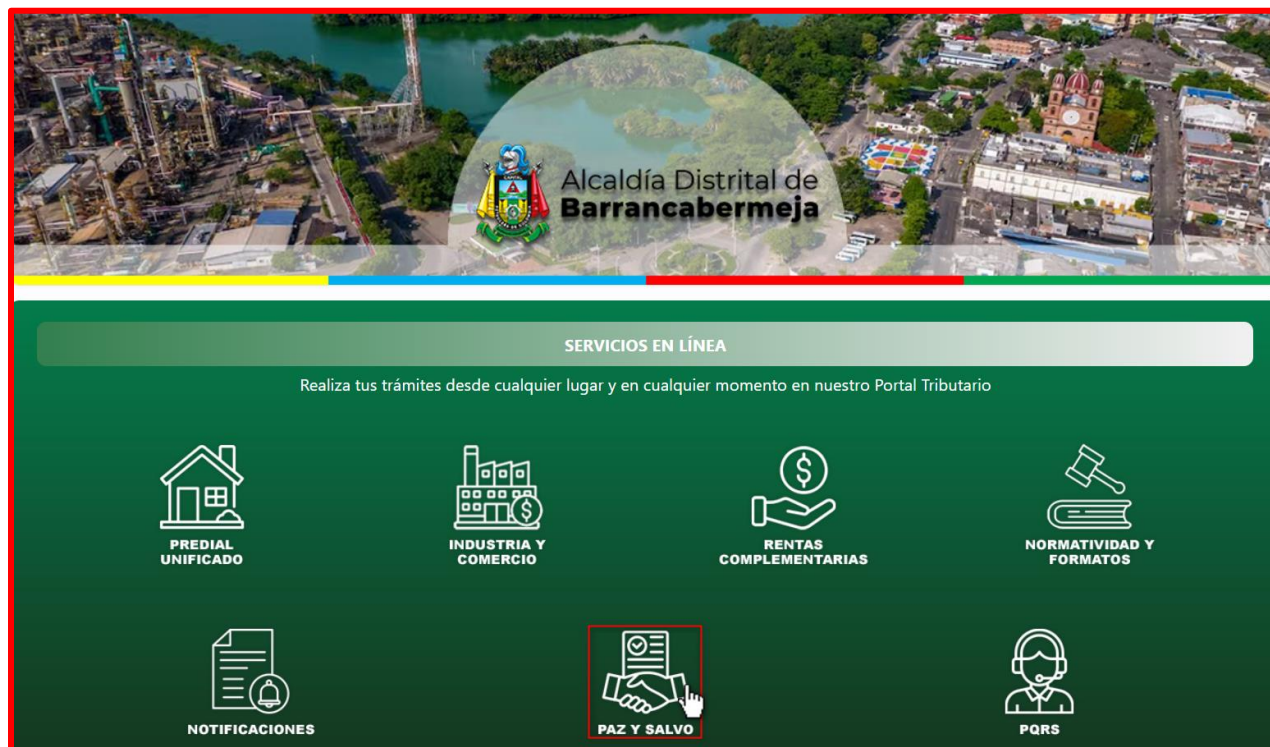 Alcaldía Distrital de
Barrancabermeja
SERVICIOS EN LÍNEA
Realiza tus trámites desde cualquier lugar y en cualquier momento en nuestro Portal Tributario
PREDIAL
UNIFICADO
INDUSTRIA Y
COMERCIO
RENTAS
COMPLEMENTARIAS
NORMATIVIDAD Y
FORMATOS
NOTIFICACIONES
PAZ Y SALVO
PQRS